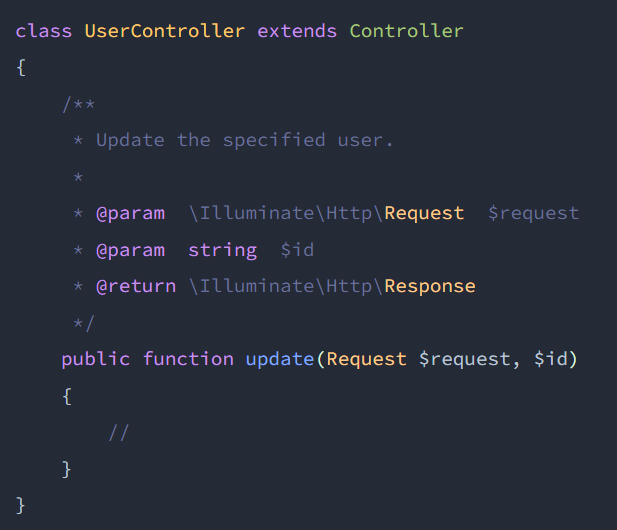 class UserController extends Controller
{
    /**
     * Update the specified user.
     *
     * @param  \Illuminate\Http\Request  $request
     * @param  string  $id
     * @return \Illuminate\Http\Response
     */
    public function update(Request $request, $id)
    {
        //
    }
}